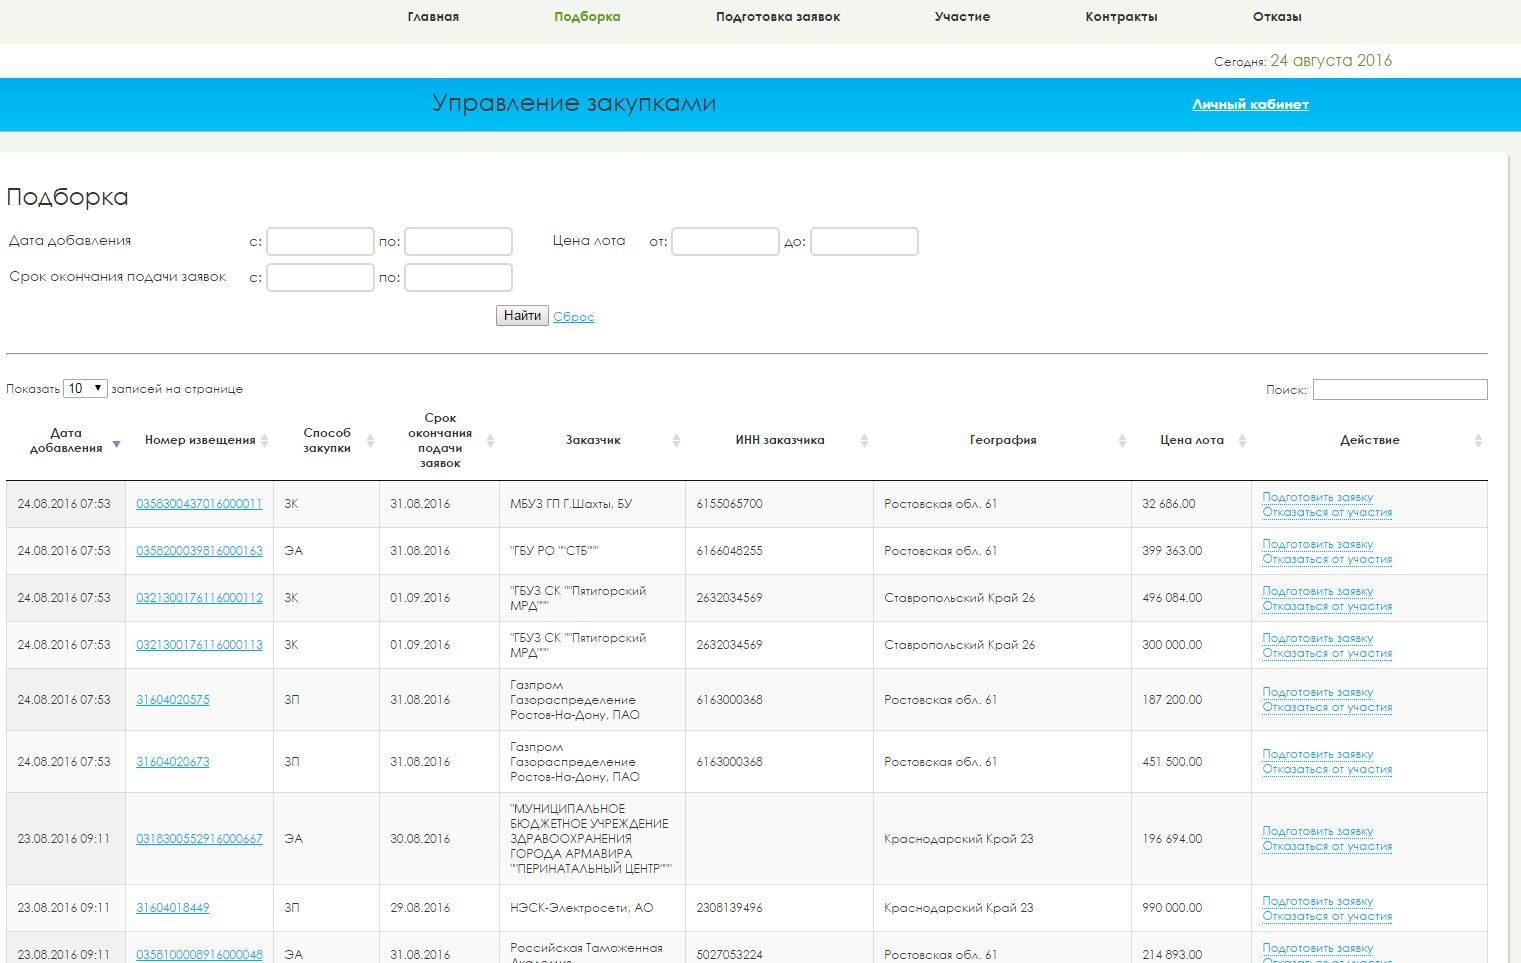 Главная Подборка Подготовка заявок Участие Контракты Отказы
Сегодня: 24 августа 2016
Управление закупками Личный кабинет
Подборка
Дата добавления с: по: Цена лота от: до:
Срок окончания подачи заявок с: по:
Найти Сброс
Показать 10 записей на странице Поиск:
Дата добавления Номер извещения Способ закупки Срок окончания подачи заявок Заказчик ИНН заказчика География Цена лота Действие
24.08.2016 07:53 0358300437016000011 ЗК 31.08.2016 МБУЗ ГП Г.Шахты, БУ 6155065700 Ростовская обл. 61 32 686.00 Подготовить заявку
Отказаться от участия
24.08.2016 07:53 0358200039816000163 ЭА 31.08.2016 "ГБУ РО ""СТБ""" 6166048255 Ростовская обл. 61 399 363.00 Подготовить заявку
Отказаться от участия
24.08.2016 07:53 0321300176116000112 ЗК 01.09.2016 "ГБУЗ СК ""Пятигорский МРД""" 2632034569 Ставропольский Край 26 496 084.00 Подготовить заявку
Отказаться от участия
24.08.2016 07:53 0321300176116000113 ЗК 01.09.2016 "ГБУЗ СК ""Пятигорский МРД""" 2632034569 Ставропольский Край 26 300 000.00 Подготовить заявку
Отказаться от участия
24.08.2016 07:53 31604020575 ЗП 31.08.2016 Газпром Газораспределение Ростов-На-Дону, ПАО 6163000368 Ростовская обл. 61 187 200.00 Подготовить заявку
Отказаться от участия
24.08.2016 07:53 31604020673 ЗП 31.08.2016 Газпром Газораспределение Ростов-На-Дону, ПАО 6163000368 Ростовская обл. 61 451 500.00 Подготовить заявку
Отказаться от участия
23.08.2016 09:11 0318300552916000667 ЭА 30.08.2016 "МУНИЦИПАЛЬНОЕ БЮДЖЕТНОЕ УЧРЕЖДЕНИЕ ЗДРАВООХРАНЕНИЯ ГОРОДА АРМАВИРА ""ПЕРИНАТАЛЬНЫЙ ЦЕНТР""" Краснодарский Край 23 196 694.00 Подготовить заявку
Отказаться от участия
23.08.2016 09:11 31604018449 ЗП 29.08.2016 НЭСК-Электросети, АО 2308139496 Краснодарский Край 23 990 000.00 Подготовить заявку
Отказаться от участия
23.08.2016 09:11 0358100008916000048 ЭА 31.08.2016 Российская Таможенная Академия 5027053224 Ростовская обл. 61 214 893.00 Подготовить заявку
Отказаться от участия